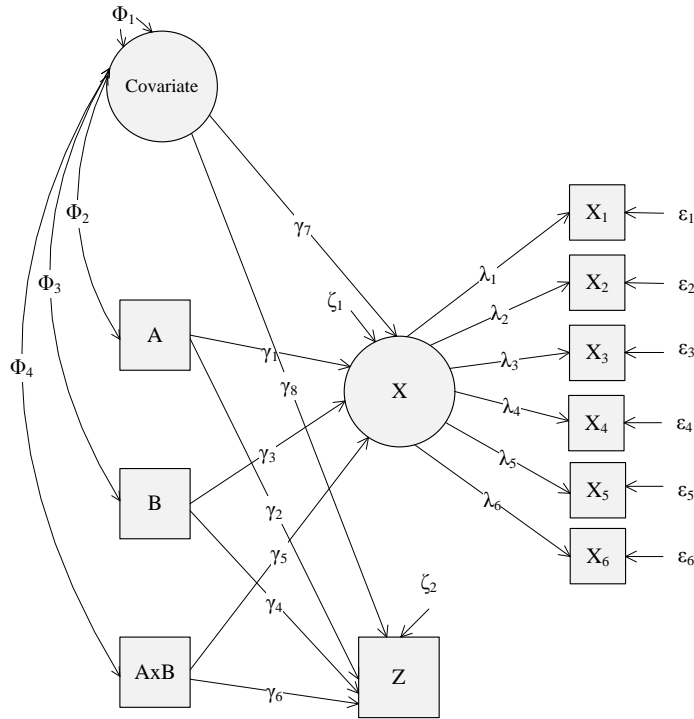 Φ₁
Covariate
Φ₂
Φ₃
Φ₄
γ₇
X₁
ε₁
λ₁
X₂
ε₂
λ₂
ζ₁
A
γ₁
X₃
ε₃
λ₃
γ₈
X
λ₄
X₄
ε₄
γ₃
λ₅
B
X₅
ε₅
λ₆
γ₂
γ₅
X₆
ε₆
γ₄
ζ₂
AxB
γ₆
Z